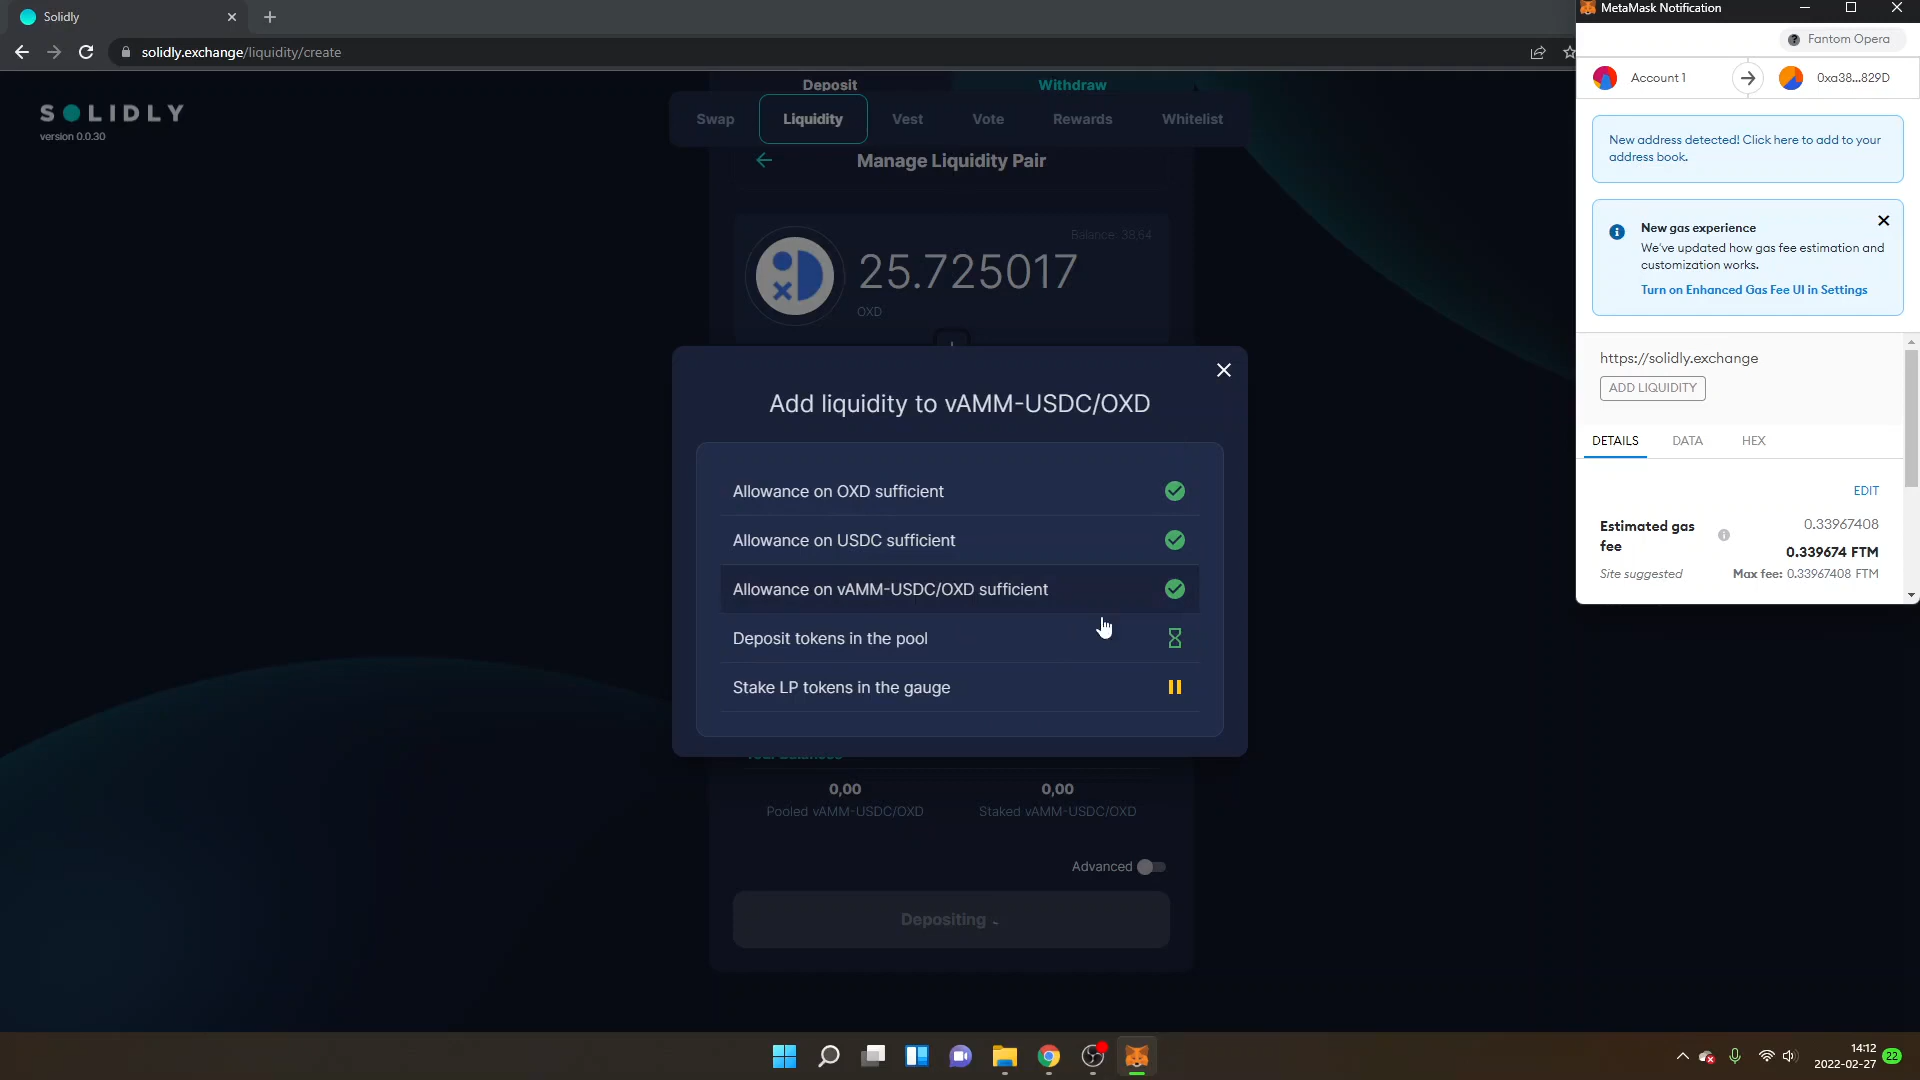 Solidly
solidly.exchange/liquidity/create
SOLIDLY
version 0.0.30
Deposit
Withdraw
Swap
Liquidity
Vest
Vote
Rewards
Whitelist
Manage Liquidity Pair
Balance: 38,64
25.725017
OXD
Add liquidity to vAMM-USDC/OXD
Allowance on OXD sufficient
Allowance on USDC sufficient
Allowance on vAMM-USDC/OXD sufficient
Deposit tokens in the pool
Stake LP tokens in the gauge
Your Balances
0,00
0,00
Pooled vAMM-USDC/OXD
Staked vAMM-USDC/OXD
Advanced
Depositing
MetaMask Notification
Fantom Opera
Account 1
0xa38...829D
New address detected! Click here to add to your
address book.
New gas experience
We've updated how gas fee estimation and
customization works.
Turn on Enhanced Gas Fee UI in Settings
https://solidly.exchange
ADD LIQUIDITY
DETAILS
DATA
HEX
EDIT
Estimated gas
fee
0.33967408
0.339674 FTM
Site suggested
Max fee: 0.33967408 FTM
14:12
2022-02-27
22